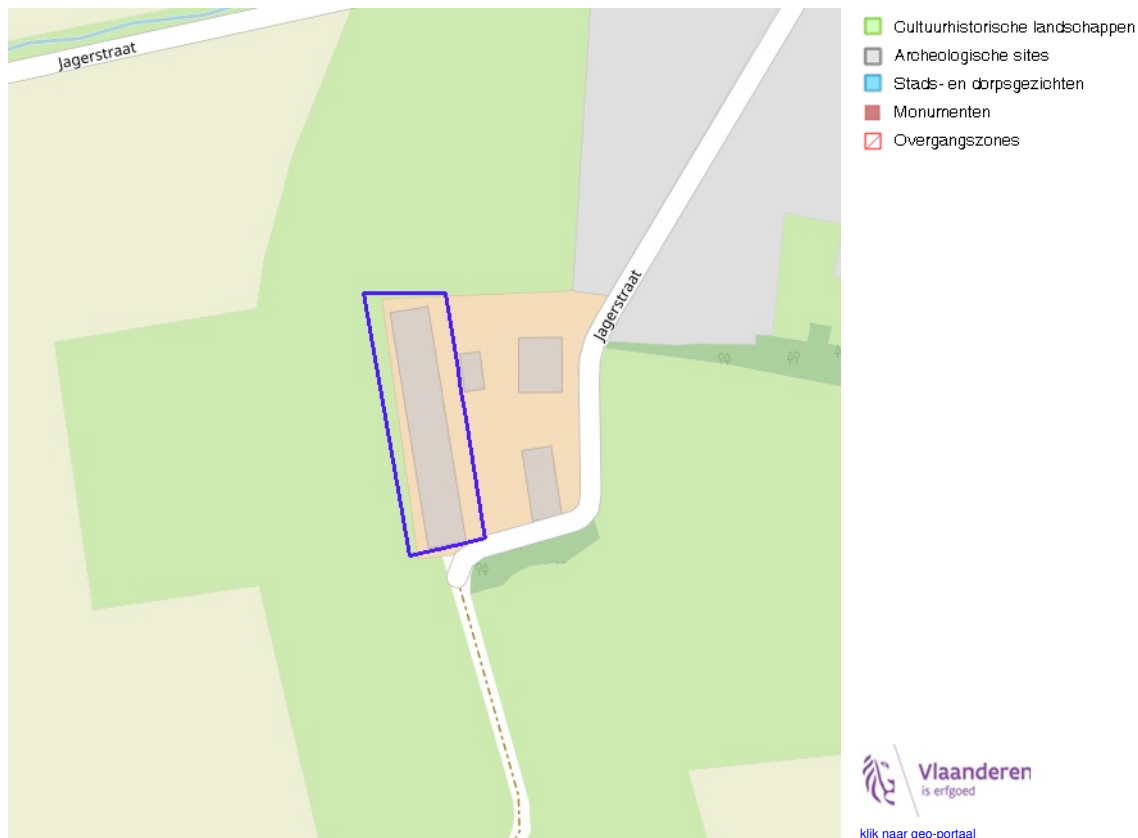 Jagerstraat
Jagerstraat
Cultuurhistorische landschappen
Archeologische sites
Stads- en dorpsgezichten
Monumenten
Overgangszones
Vlaanderen
is erfgoed
klik naar geo-portaal